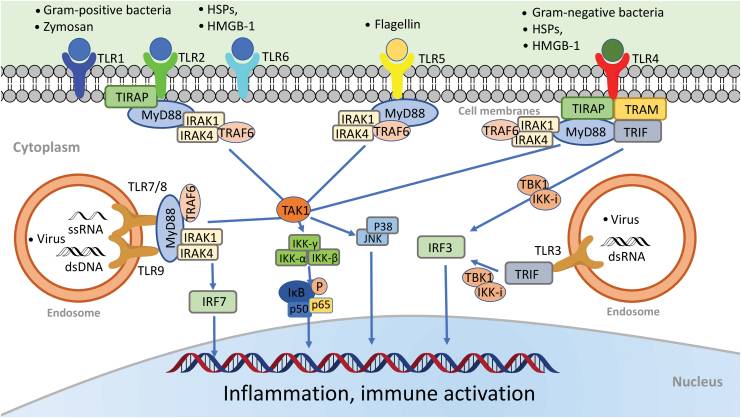 • Gram-positive bacteria
• Zymosan
• HSPs,
• HMGB-1
• Flagellin
• Gram-negative bacteria
• HSPs,
• HMGB-1
TLR1
TLR2
TLR6
TLR5
TLR4
TIRAP
MyD88
IRAK1
IRAK4
TRAF6
MyD88
IRAK1
IRAK4
TRAF6
Cell membranes
TIRAP
TRAM
MyD88
TRIF
IRAK1
IRAK4
TRAF6
Cytoplasm
TLR7/8
ssRNA
• Virus
dsDNA
TLR9
Endosome
MyD88
TRAF6
IRAK1
IRAK4
IRF7
TAK1
IKK-γ
IKK-α
IKK-β
P38
JNK
IκB
P
p50
p65
TBK1
IKK-i
IRF3
TBK1
IKK-i
TRIF
TLR3
• Virus
dsRNA
Endosome
Nucleus
Inflammation, immune activation